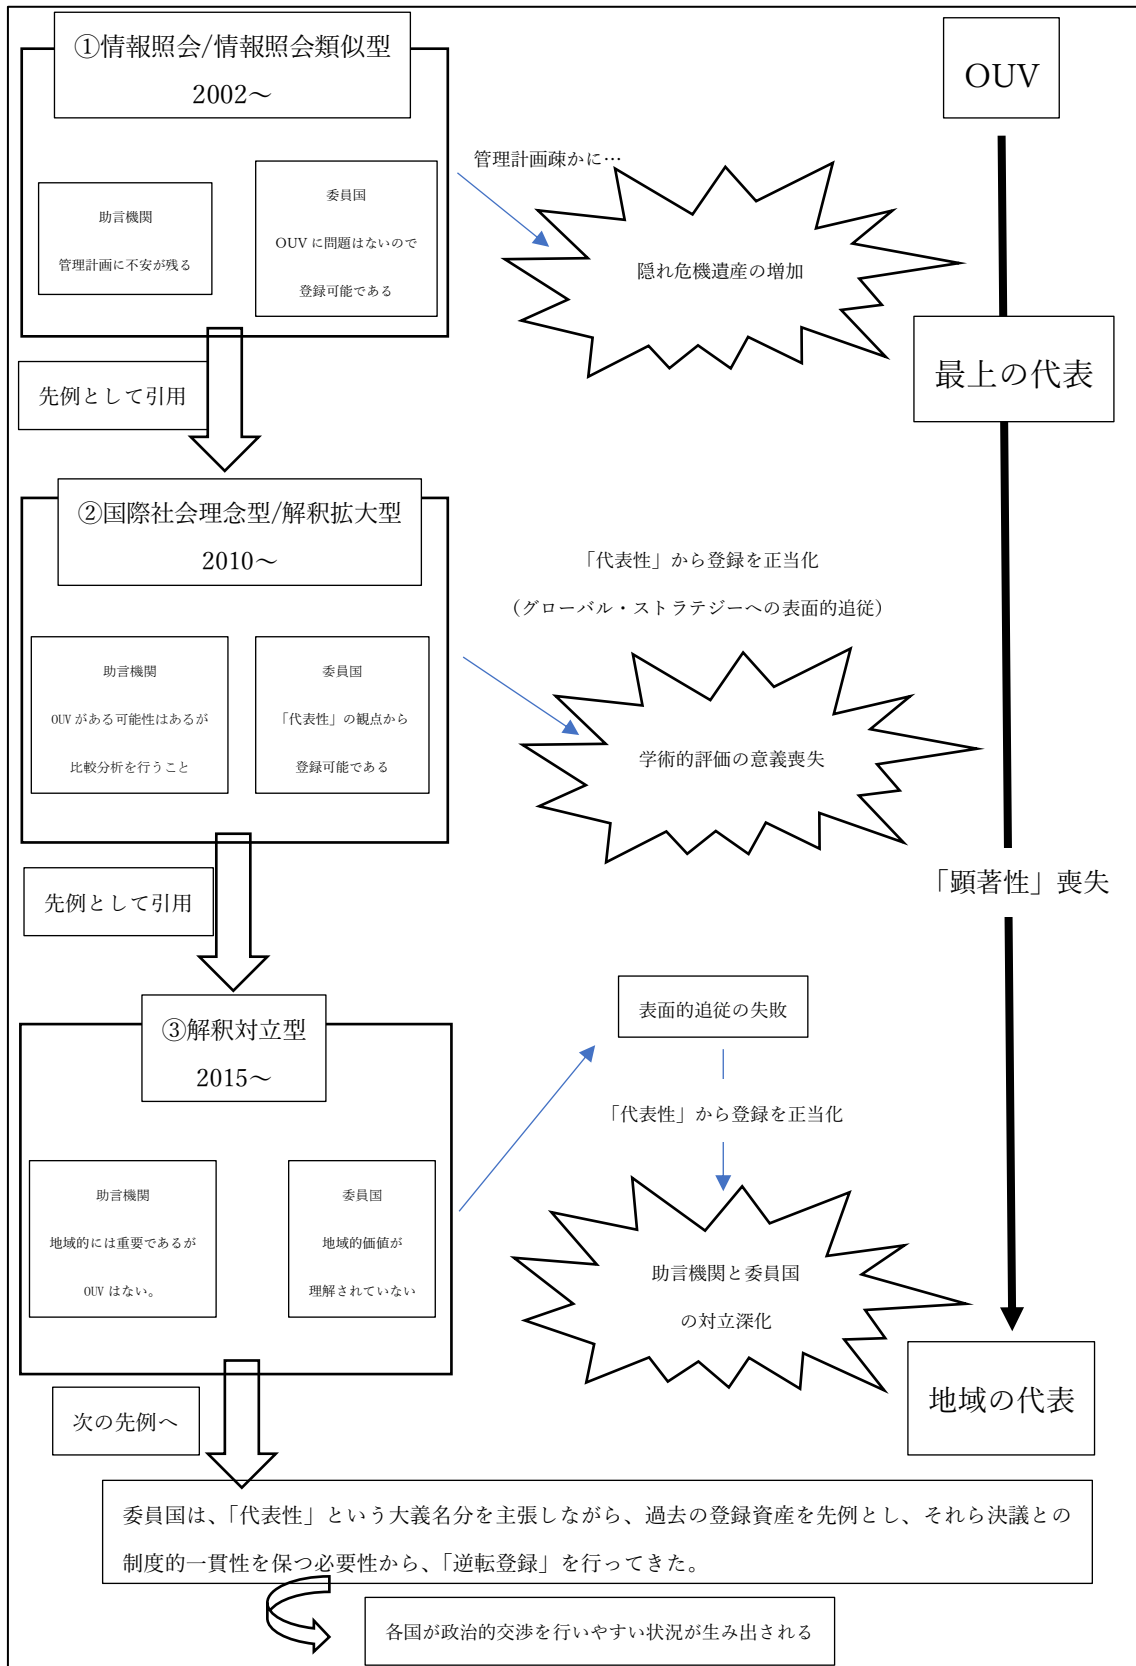 ①情報照会/情報照会類似型
2002～
助言機関
管理計画に不安が残る
委員国
OUVに問題はないので
登録可能である
管理計画疎かに…
隠れ危機遺産の増加
OUV
最上の代表
先例として引用
②国際社会理念型/解釈拡大型
2010～
助言機関
OUVがある可能性はあるが
比較分析を行うこと
委員国
「代表性」の観点から
登録可能である
「代表性」から登録を正当化
（グローバル・ストラテジーへの表面的追従）
学術的評価の意義喪失
「顕著性」喪失
先例として引用
③解釈対立型
2015～
助言機関
地域的には重要であるが
OUVはない。
委員国
地域的価値が
理解されていない
表面的追従の失敗
「代表性」から登録を正当化
助言機関と委員国
の対立深化
地域の代表
次の先例へ
委員国は、「代表性」という大義名分を主張しながら、過去の登録資産を先例とし、それら決議との
制度的一貫性を保つ必要性から、「逆転登録」を行ってきた。
各国が政治的交渉を行いやすい状況が生み出される